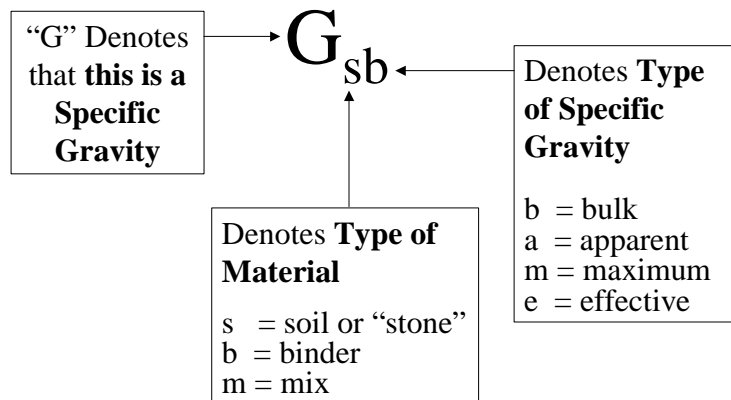 “G” Denotes
that this is a
Specific
Gravity
Gsb
Denotes Type
of Specific
Gravity
b = bulk
a = apparent
m = maximum
e = effective
Denotes Type of
Material
s = soil or “stone”
b = binder
m = mix